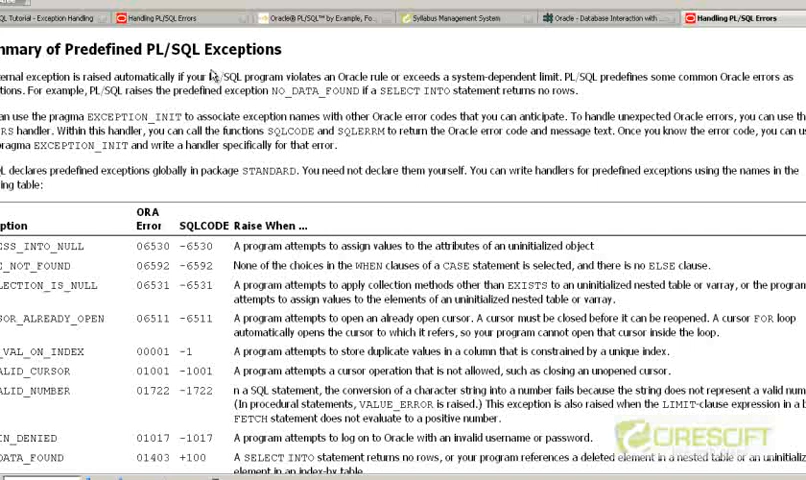 QL Tutorial - Exception Handling
Handling PL/SQL Errors
Oracle® PL/SQL™ by Example, Fo...
Syllabus Management System
Oracle - Database Interaction with ...
Handling PL/SQL Errors
mmary of Predefined PL/SQL Exceptions
ernal exception is raised automatically if your PL/SQL program violates an Oracle rule or exceeds a system-dependent limit. PL/SQL predefines some common Oracle errors as
tions. For example, PL/SQL raises the predefined exception NO_DATA_FOUND if a SELECT INTO statement returns no rows.
an use the pragma EXCEPTION_INIT to associate exception names with other Oracle error codes that you can anticipate. To handle unexpected Oracle errors, you can use th
RS handler. Within this handler, you can call the functions SQLCODE and SQLERRM to return the Oracle error code and message text. Once you know the error code, you can us
pragma EXCEPTION_INIT and write a handler specifically for that error.
QL declares predefined exceptions globally in package STANDARD. You need not declare them yourself. You can write handlers for predefined exceptions using the names in the
ing table:
ption ORA Error SQLCODE Raise When ...
SS_INTO_NULL 06530 -6530 A program attempts to assign values to the attributes of an uninitialized object
_NOT_FOUND 06592 -6592 None of the choices in the WHEN clauses of a CASE statement is selected, and there is no ELSE clause.
LECTION_IS_NULL 06531 -6531 A program attempts to apply collection methods other than EXISTS to an uninitialized nested table or varray, or the program
attempts to assign values to the elements of an uninitialized nested table or varray.
SOR_ALREADY_OPEN 06511 -6511 A program attempts to open an already open cursor. A cursor must be closed before it can be reopened. A cursor FOR loop
automatically opens the cursor to which it refers, so your program cannot open that cursor inside the loop.
_VAL_ON_INDEX 00001 -1 A program attempts to store duplicate values in a column that is constrained by a unique index.
ALID_CURSOR 01001 -1001 A program attempts a cursor operation that is not allowed, such as closing an unopened cursor.
ALID_NUMBER 01722 -1722 n a SQL statement, the conversion of a character string into a number fails because the string does not represent a valid num
(In procedural statements, VALUE_ERROR is raised.) This exception is also raised when the LIMIT-clause expression in a b
FETCH statement does not evaluate to a positive number.
IN_DENIED 01017 -1017 A program attempts to log on to Oracle with an invalid username or password.
DATA_FOUND 01403 +100 A SELECT INTO statement returns no rows, or your program references a deleted element in a nested table or an uninitializ
element in an index-by table.
CIRESOFT